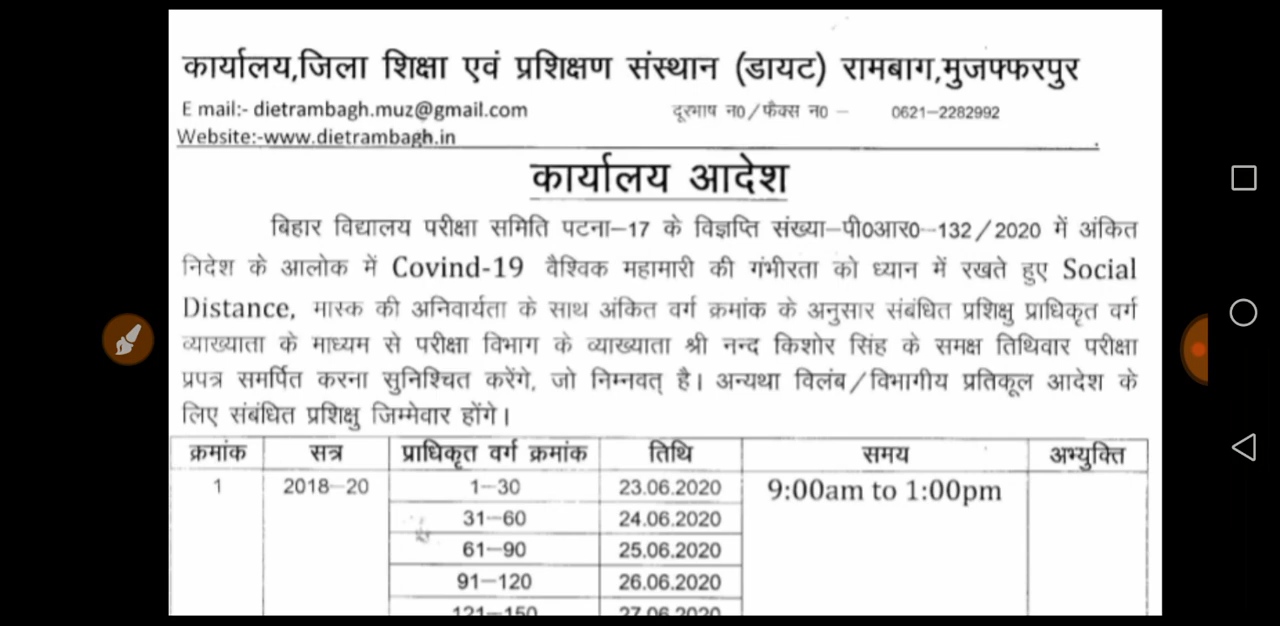 कार्यालय,जिला शिक्षा एवं प्रशिक्षण संस्थान (डायट) रामबाग,मुजफ्फरपुर
E mail:- dietrambagh.muz@gmail.com दूरभाष न0/फैक्स न0 – 0621–2282992
Website:-www.dietrambagh.in
कार्यालय आदेश
बिहार विद्यालय परीक्षा समिति पटना–17 के विज्ञप्ति संख्या–पी0आर0–132/2020 में अंकित
निदेश के आलोक में Covind-19 वैश्विक महामारी की गंभीरता को ध्यान में रखते हुए Social
Distance, मास्क की अनिवार्यता के साथ अंकित वर्ग क्रमांक के अनुसार संबंधित प्रशिक्षु प्राधिकृत वर्ग
व्याख्याता के माध्यम से परीक्षा विभाग के व्याख्याता श्री नन्द किशोर सिंह के समक्ष तिथिवार परीक्षा
प्रपत्र समर्पित करना सुनिश्चित करेंगे, जो निम्नवत् है। अन्यथा विलंब/विभागीय प्रतिकूल आदेश के
लिए संबंधित प्रशिक्षु जिम्मेवार होंगे।
क्रमांक सत्र प्राधिकृत वर्ग क्रमांक तिथि समय अभ्युक्ति
1 2018–20 1–30 23.06.2020 9:00am to 1:00pm
31–60 24.06.2020
61–90 25.06.2020
91–120 26.06.2020
121–150 27.06.2020